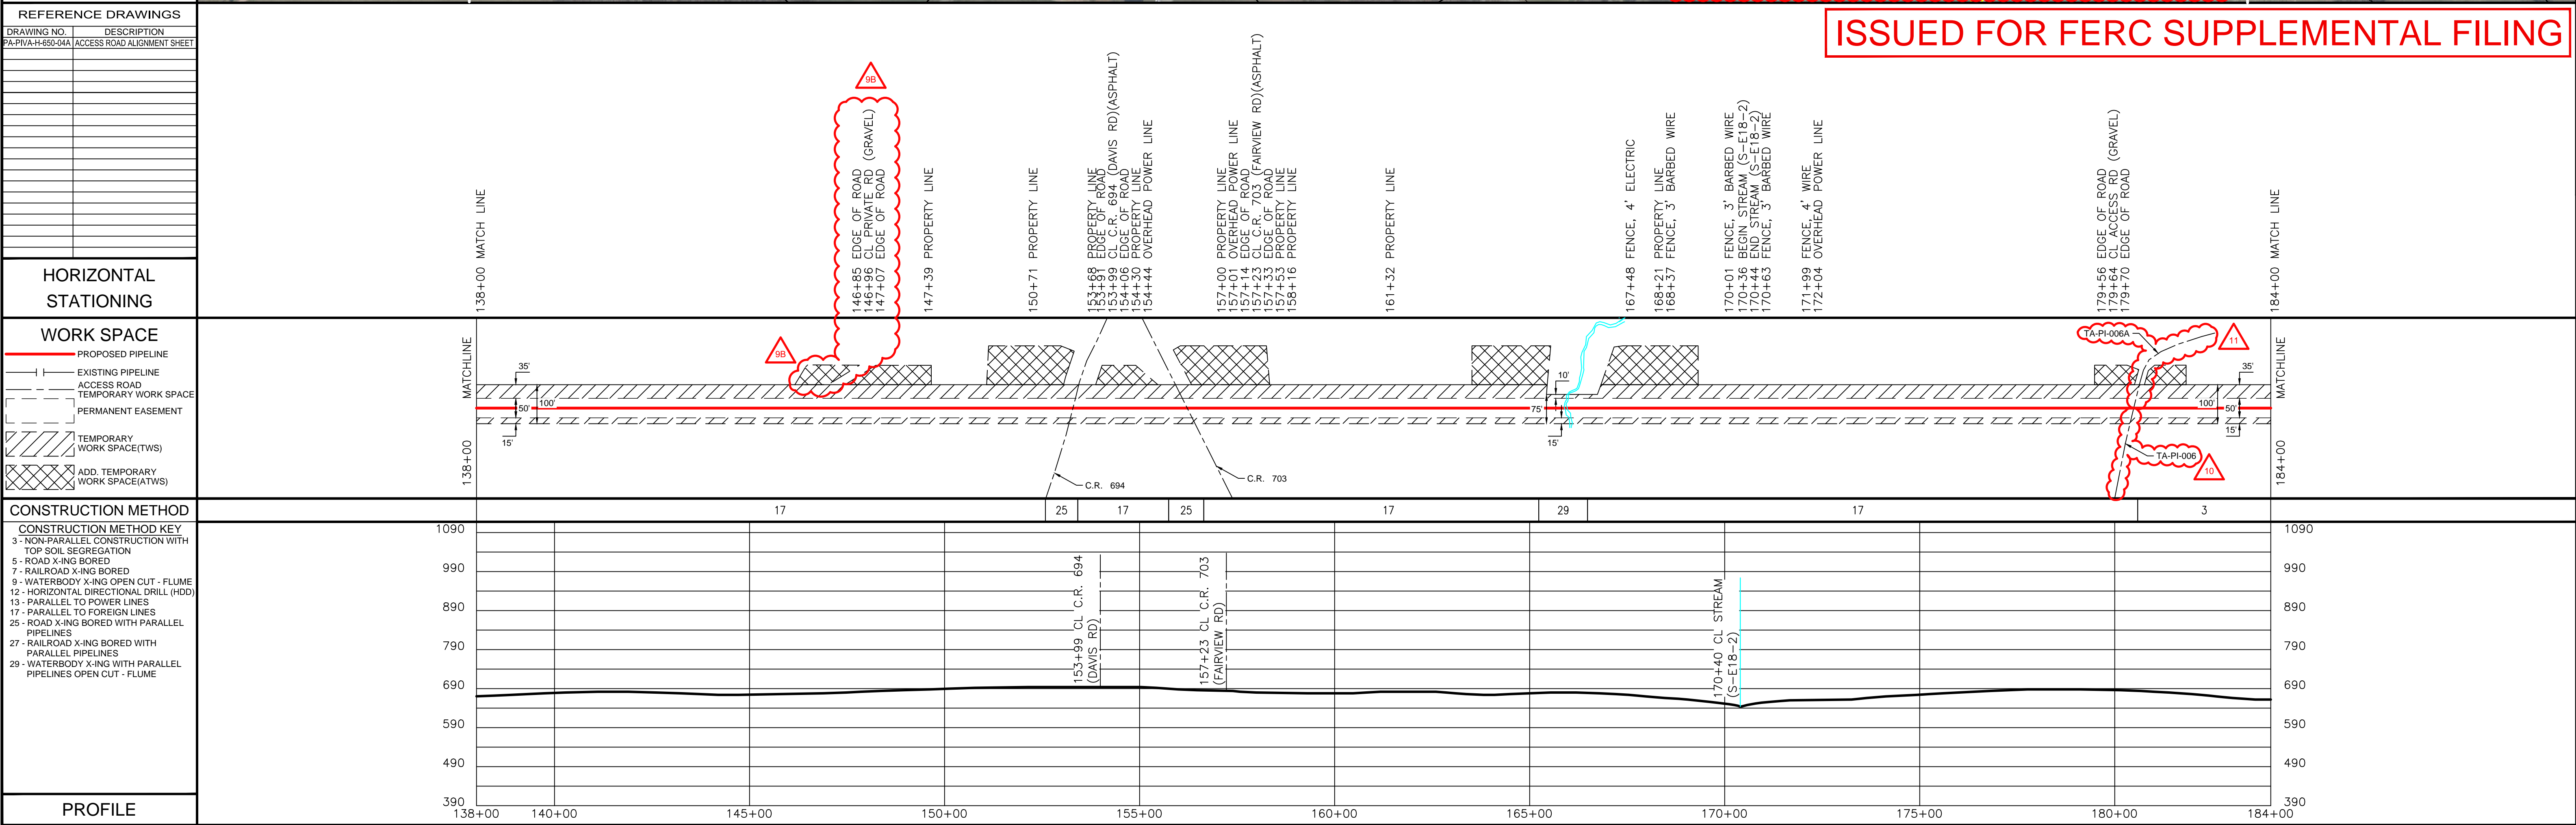 REFERENCE DRAWINGS
DRAWING NO. DESCRIPTION
PA-PIVA-H-650-04A ACCESS ROAD ALIGNMENT SHEET
ISSUED FOR FERC SUPPLEMENTAL FILING
HORIZONTAL
STATIONING
138+00 MATCH LINE
9B
146+85 EDGE OF ROAD
146+96 CL PRIVATE RD (GRAVEL)
147+07 EDGE OF ROAD
147+39 PROPERTY LINE
150+71 PROPERTY LINE
153+68 PROPERTY LINE
153+91 EDGE OF ROAD
153+99 CL C.R. 694 (DAVIS RD)(ASPHALT)
154+06 EDGE OF ROAD
154+30 PROPERTY LINE
154+44 OVERHEAD POWER LINE
157+00 PROPERTY LINE
157+01 OVERHEAD POWER LINE
157+14 EDGE OF ROAD
157+23 CL C.R. 703 (FAIRVIEW RD)(ASPHALT)
157+33 EDGE OF ROAD
157+53 PROPERTY LINE
158+16 PROPERTY LINE
161+32 PROPERTY LINE
167+48 FENCE, 4' ELECTRIC
168+21 PROPERTY LINE
168+37 FENCE, 3' BARBED WIRE
170+01 FENCE, 3' BARBED WIRE
170+36 BEGIN STREAM (S-E18-2)
170+44 END STREAM (S-E18-2)
170+63 FENCE, 3' BARBED WIRE
171+99 FENCE, 4' WIRE
172+04 OVERHEAD POWER LINE
179+56 EDGE OF ROAD
179+64 CL ACCESS RD (GRAVEL)
179+70 EDGE OF ROAD
184+00 MATCH LINE
WORK SPACE
PROPOSED PIPELINE
EXISTING PIPELINE
ACCESS ROAD
TEMPORARY WORK SPACE
PERMANENT EASEMENT
TEMPORARY
WORK SPACE(TWS)
ADD. TEMPORARY
WORK SPACE(ATWS)
MATCHLINE
138+00
35'
50'
100'
15'
9B
C.R. 694
C.R. 703
10'
75'
15'
TA-PI-006A
11
TA-PI-006
10
35'
100'
50'
15'
MATCHLINE
184+00
CONSTRUCTION METHOD
17 25 17 25 17 29 17 3
CONSTRUCTION METHOD KEY
3 - NON-PARALLEL CONSTRUCTION WITH
TOP SOIL SEGREGATION
5 - ROAD X-ING BORED
7 - RAILROAD X-ING BORED
9 - WATERBODY X-ING OPEN CUT - FLUME
12 - HORIZONTAL DIRECTIONAL DRILL (HDD)
13 - PARALLEL TO POWER LINES
17 - PARALLEL TO FOREIGN LINES
25 - ROAD X-ING BORED WITH PARALLEL
PIPELINES
27 - RAILROAD X-ING BORED WITH
PARALLEL PIPELINES
29 - WATERBODY X-ING WITH PARALLEL
PIPELINES OPEN CUT - FLUME
PROFILE
1090 1090
990 990
890 890
790 790
690 690
590 590
490 490
390 390
153+99 CL C.R. 694
(DAVIS RD)
157+23 CL C.R. 703
(FAIRVIEW RD)
170+40 CL STREAM
(S-E18-2)
138+00 140+00 145+00 150+00 155+00 160+00 165+00 170+00 175+00 180+00 184+00